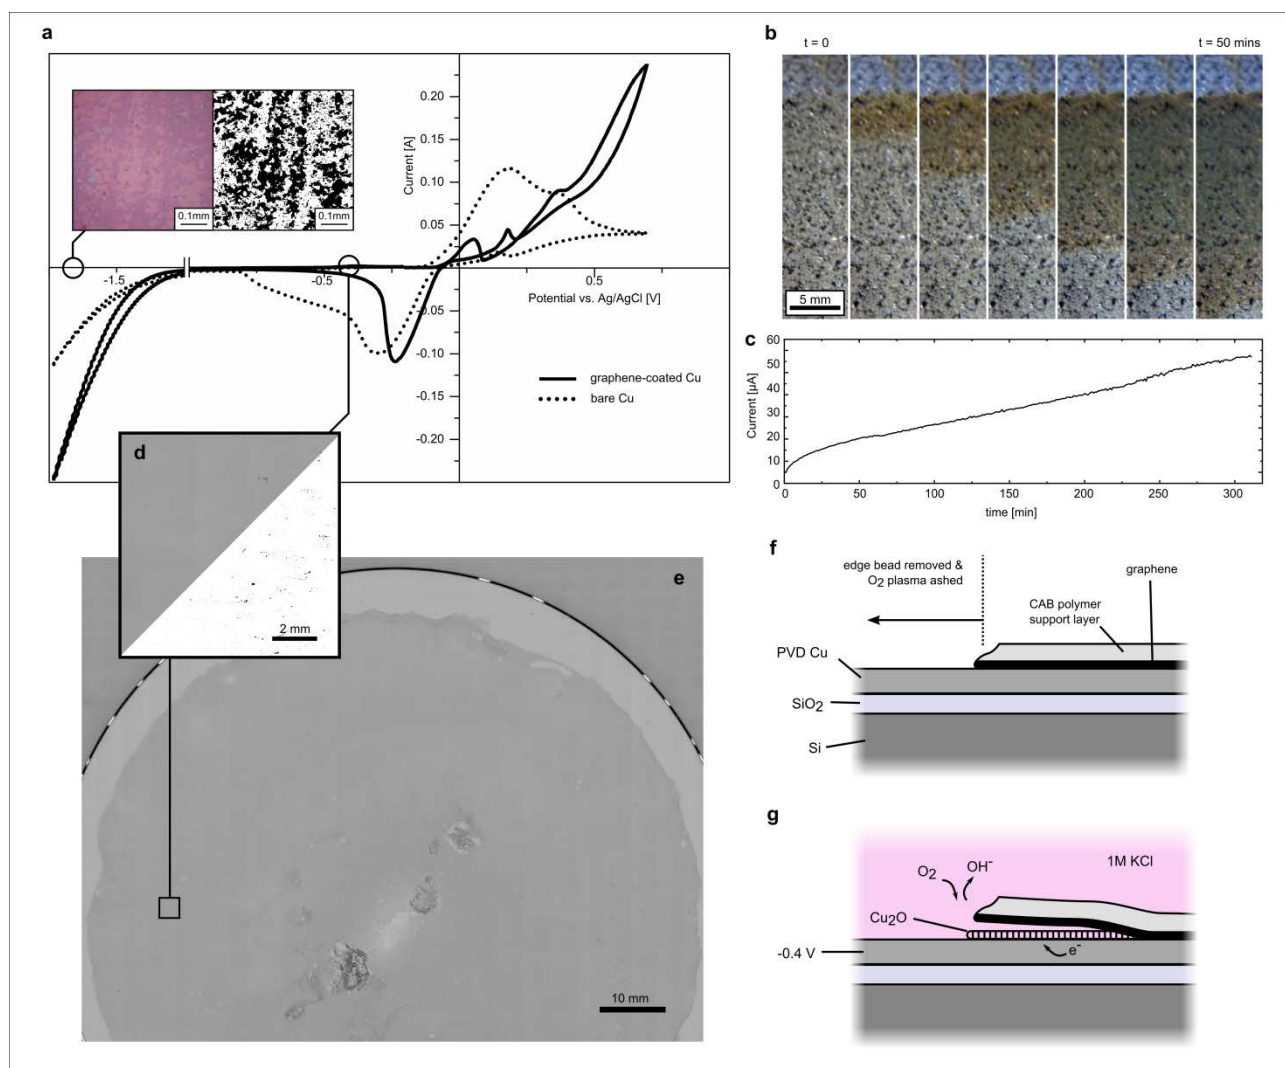 a
0.20
0.15
0.10
0.05
-0.05
-0.10
-0.15
-0.20
Current [A]
0.1mm
0.1mm
-1.5
-0.5
0.5
Potential vs. Ag/AgCl [V]
graphene-coated Cu
bare Cu
b
t = 0
t = 50 mins
5 mm
c
60
50
40
30
20
10
0
Current [µA]
0
50
100
150
200
250
300
time [min]
d
2 mm
e
10 mm
f
edge bead removed &
O2 plasma ashed
graphene
CAB polymer
support layer
PVD Cu
SiO2
Si
g
1M KCl
O2
OH-
Cu2O
-0.4 V
e-